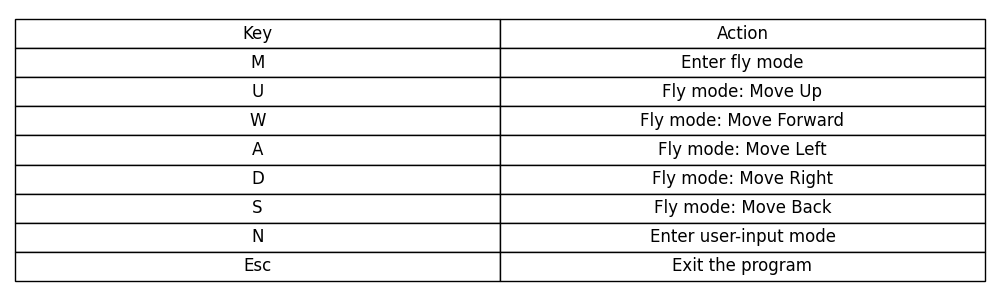 Key Action
M Enter fly mode
U Fly mode: Move Up
W Fly mode: Move Forward
A Fly mode: Move Left
D Fly mode: Move Right
S Fly mode: Move Back
N Enter user-input mode
Esc Exit the program